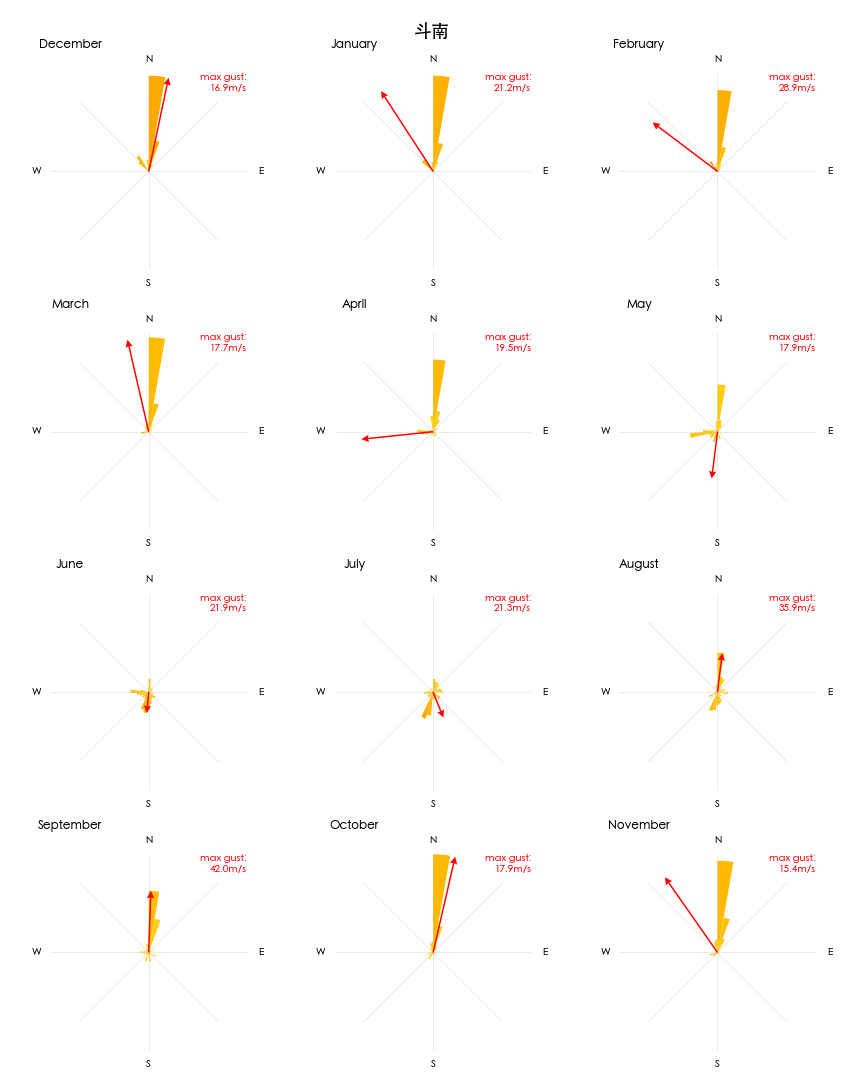 斗南
December
N
max gust:
16.9m/s
W
E
S
January
N
max gust:
21.2m/s
W
E
S
February
N
max gust:
28.9m/s
W
E
S
March
N
max gust:
17.7m/s
W
E
S
April
N
max gust:
19.5m/s
W
E
S
May
N
max gust:
17.9m/s
W
E
S
June
N
max gust:
21.9m/s
W
E
S
July
N
max gust:
21.3m/s
W
E
S
August
N
max gust:
35.9m/s
W
E
S
September
N
max gust:
42.0m/s
W
E
S
October
N
max gust:
17.9m/s
W
E
S
November
N
max gust:
15.4m/s
W
E
S